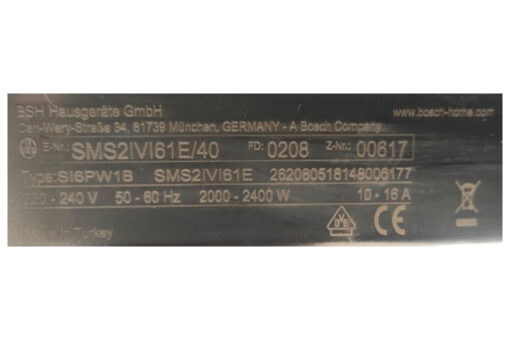 BSH Hausgeräte GmbH www.bosch-home.com
Carl-Wery-Straße 34, 81739 München, GERMANY - A Bosch Company
E-Nr.: SMS2IVI61E/40 FD: 0208 Z-Nr.: 00617
Type: SI6PW1B SMS2IVI61E 262080518148006177
220 - 240 V 50 - 60 Hz 2000 - 2400 W 10 - 16 A
Made in Turkey